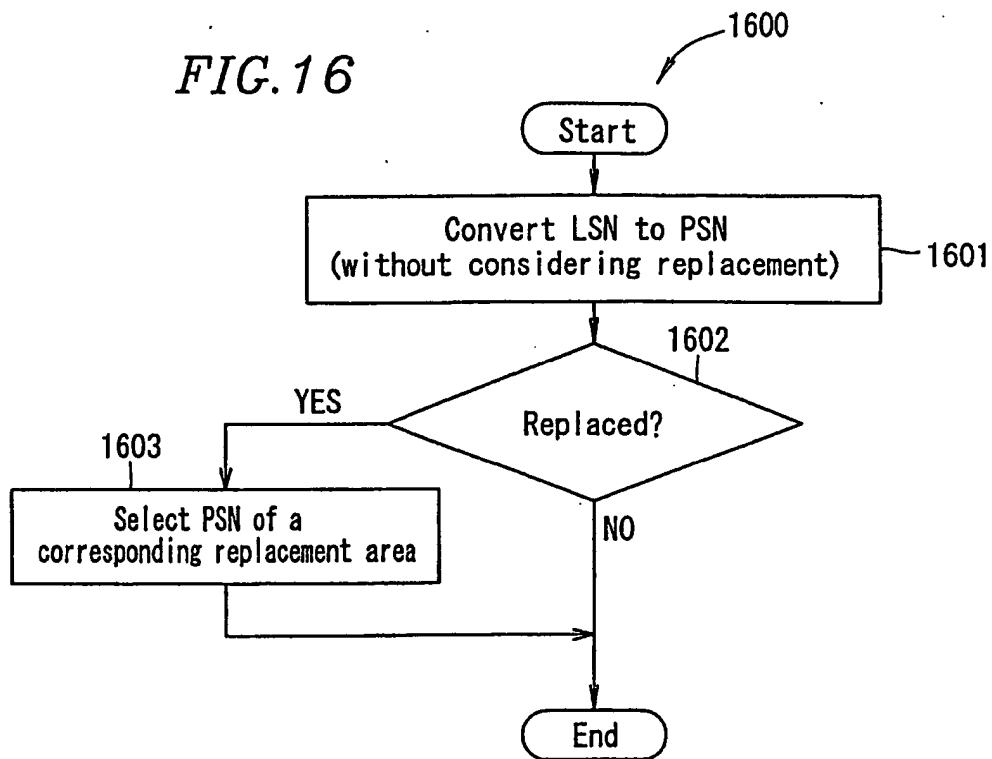 FIG.16
1600
Start
Convert LSN to PSN
(without considering replacement)
1601
1602
Replaced?
YES
1603
Select PSN of a
corresponding replacement area
NO
End